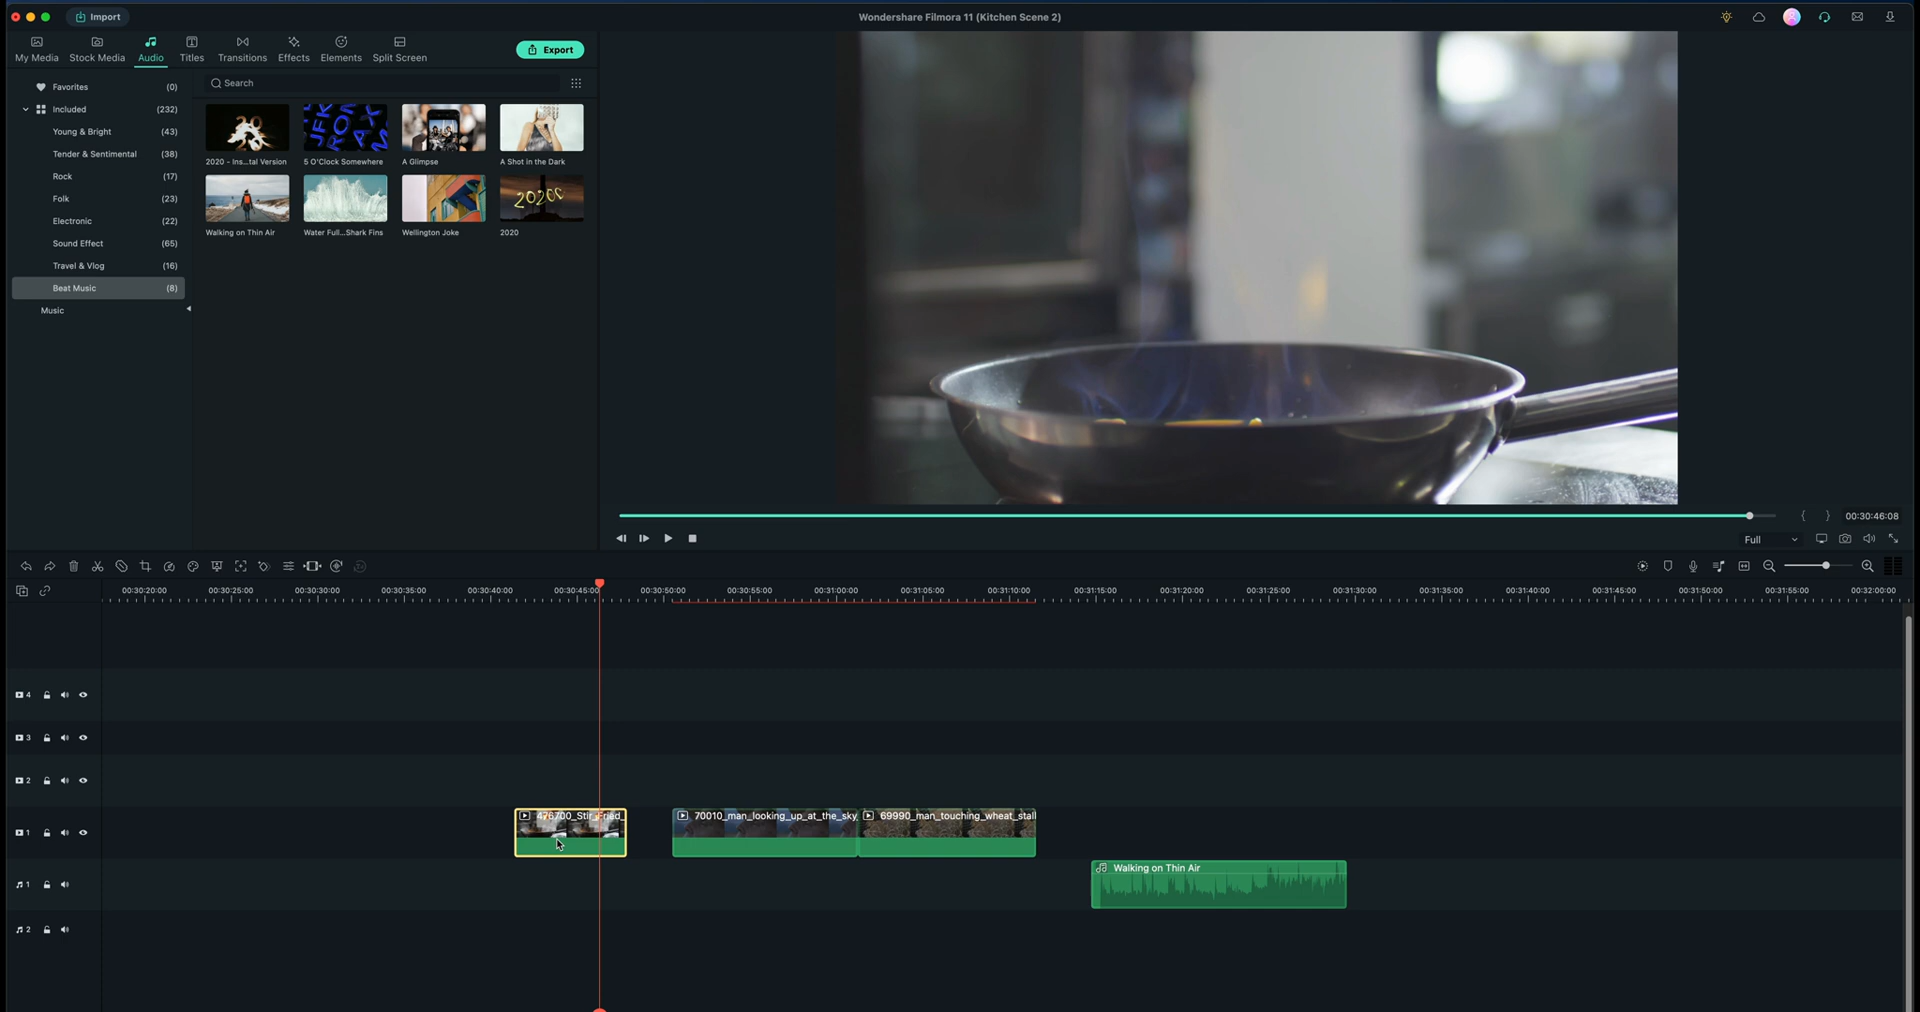 Import
Wondershare Filmora 11 (Kitchen Scene 2)
My Media
Stock Media
Audio
Titles
Transitions
Effects
Elements
Split Screen
Export
Favorites (0)
Included (232)
Young & Bright (43)
Tender & Sentimental (38)
Rock (17)
Folk (23)
Electronic (22)
Sound Effect (65)
Travel & Vlog (16)
Beat Music (8)
Music
Search
2020 - Ins...tal Version
5 O'Clock Somewhere
A Glimpse
A Shot in the Dark
Walking on Thin Air
Water Full...Shark Fins
Wellington Joke
2020
{ } 00:30:46:08
Full
00:30:20:00 00:30:25:00 00:30:30:00 00:30:35:00 00:30:40:00 00:30:45:00 00:30:50:00 00:30:55:00 00:31:00:00 00:31:05:00 00:31:10:00 00:31:15:00 00:31:20:00 00:31:25:00 00:31:30:00 00:31:35:00 00:31:40:00 00:31:45:00 00:31:50:00 00:31:55:00 00:32:00:00
4
3
2
1
476700_Stir_Fried_
70010_man_looking_up_at_the_sky_
69990_man_touching_wheat_stall
1
Walking on Thin Air
2